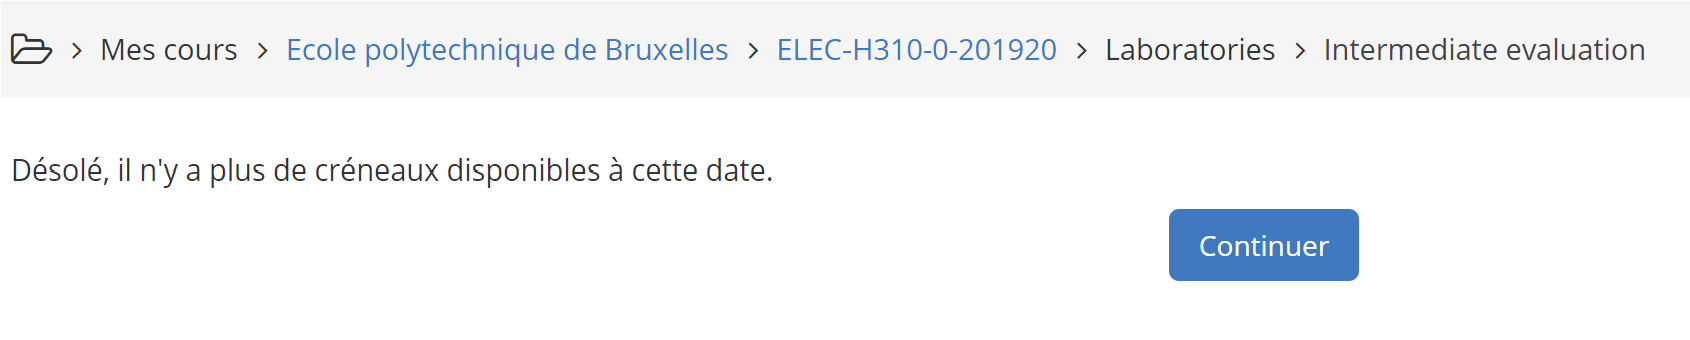 > Mes cours > Ecole polytechnique de Bruxelles > ELEC-H310-0-201920 > Laboratories > Intermediate evaluation
Désolé, il n'y a plus de créneaux disponibles à cette date.
Continuer